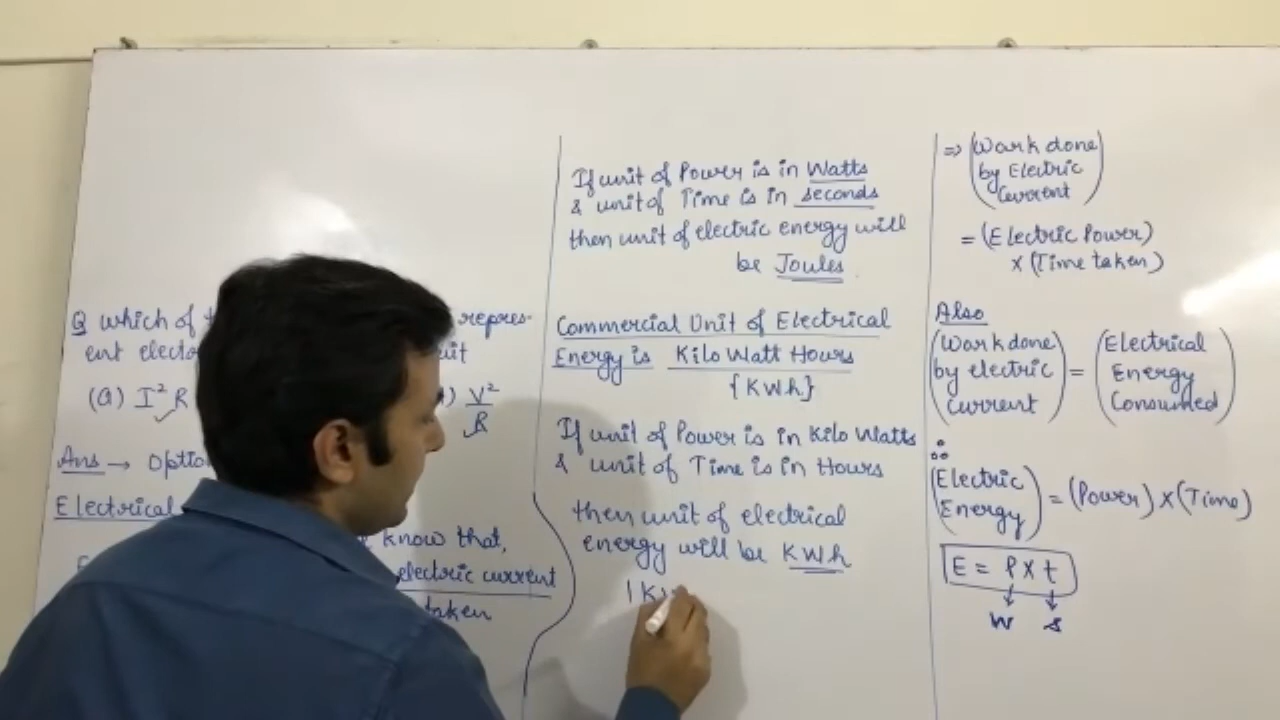 Q which of t repres-
ent electr uit
(a) I²R ) V²/R
Ans → Optio
Electrical
know that,
electric current
taken
If unit of Power is in Watts
& unit of Time is in seconds
then unit of electric energy will
be Joules.
Commercial Unit of Electrical
Energy is Kilo Watt Hours
{KWh}
If unit of Power is in Kilo Watts
& unit of Time is in Hours
then unit of electrical
energy will be KWh
1 KW
⇒ (Work done
by Electric
Current)
= (Electric Power)
× (Time taken)
Also
(Work done
by electric
Current) = (Electrical
Energy
Consumed)
∴
(Electric
Energy) = (Power) × (Time)
E = P × t
↓ ↓
W s